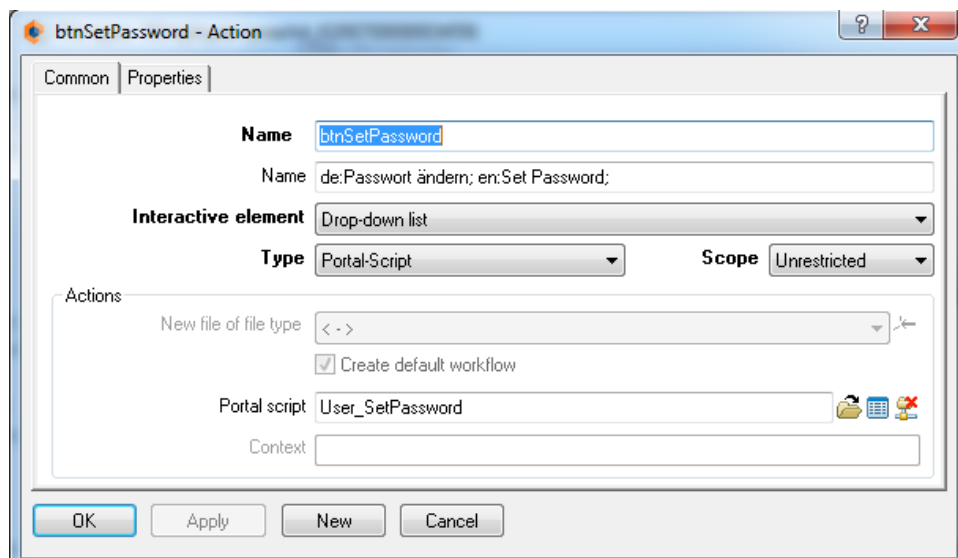 btnSetPassword - Action
?
Common Properties
Name btnSetPassword
Name de:Passwort ändern; en:Set Password;
Interactive element Drop-down list
Type Portal-Script Scope Unrestricted
Actions
New file of file type < - >
Create default workflow
Portal script User_SetPassword
Context
OK Apply New Cancel